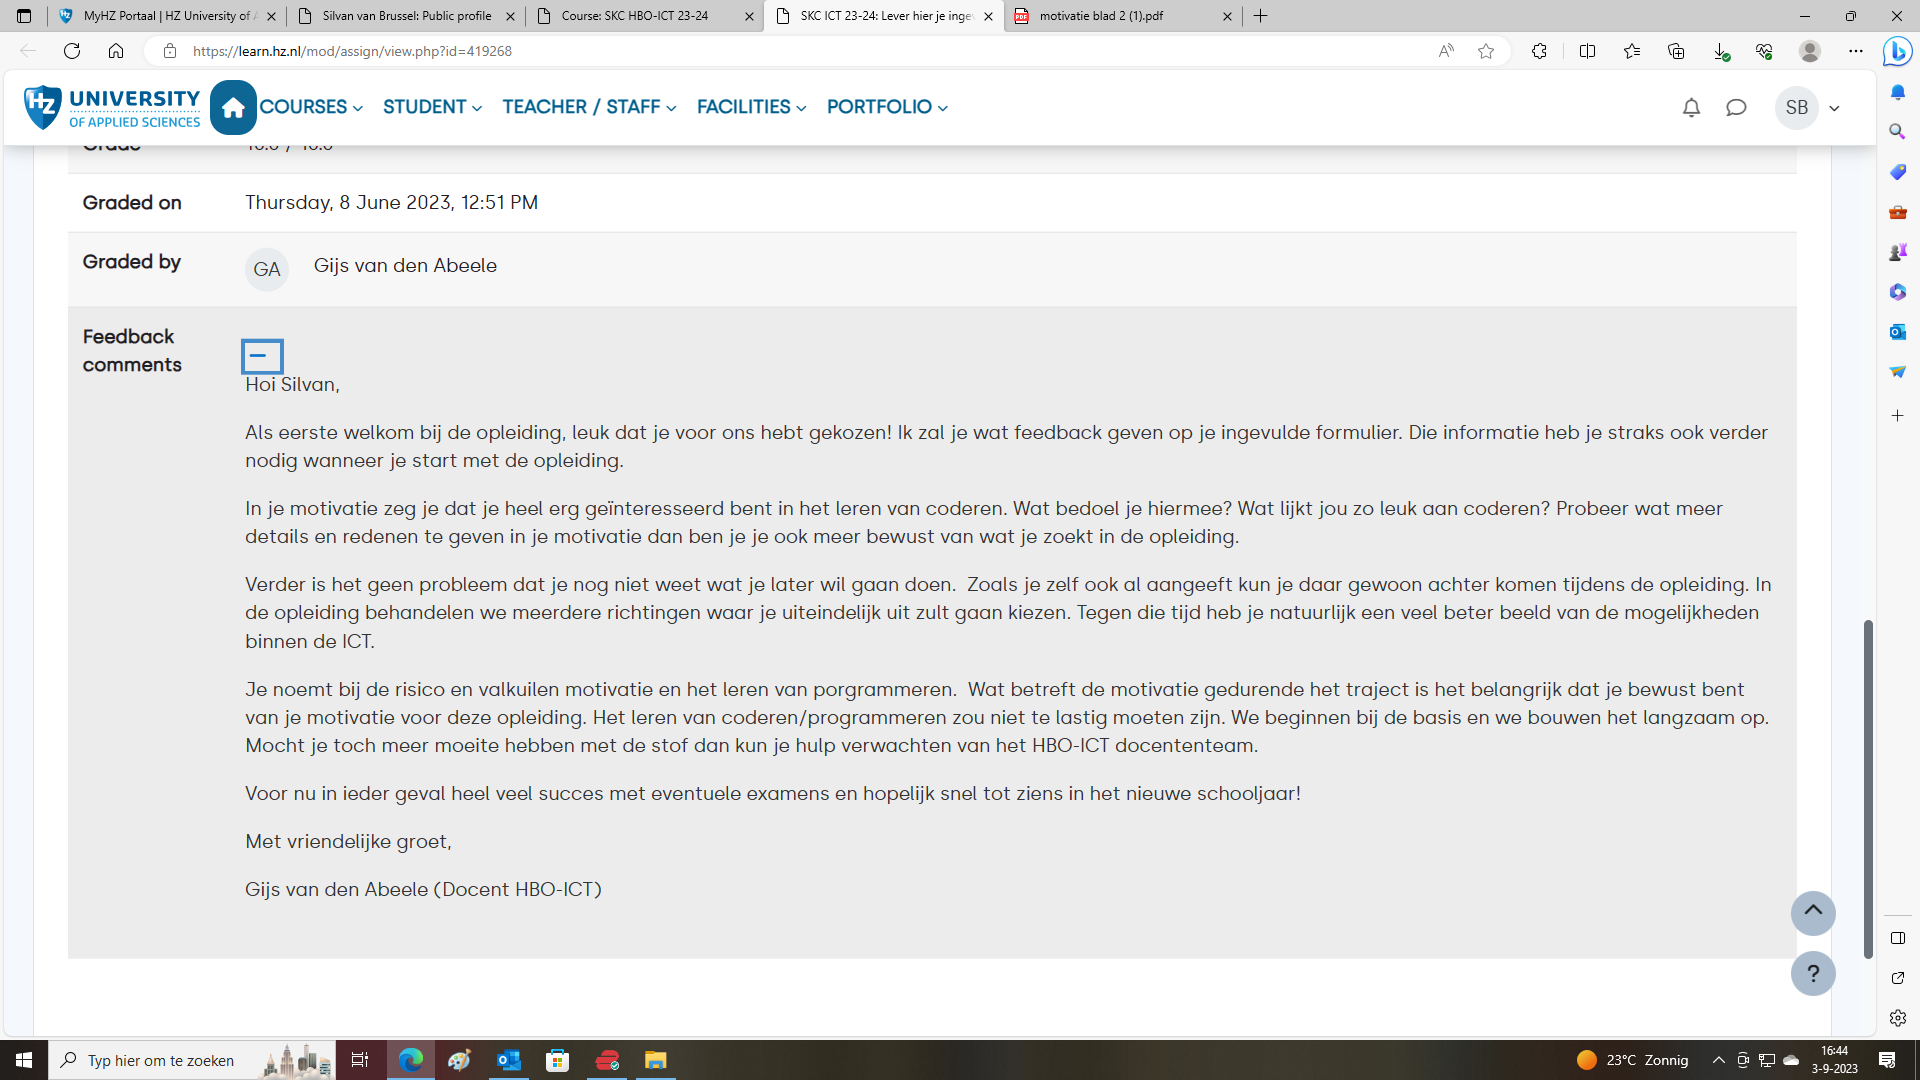 MyHZ Portaal | HZ University of A
Silvan van Brussel: Public profile
Course: SKC HBO-ICT 23-24
SKC ICT 23-24: Lever hier je inge
motivatie blad 2 (1).pdf
https://learn.hz.nl/mod/assign/view.php?id=419268
HZ UNIVERSITY
OF APPLIED SCIENCES
COURSES STUDENT TEACHER / STAFF FACILITIES PORTFOLIO
SB
Graded on Thursday, 8 June 2023, 12:51 PM
Graded by GA Gijs van den Abeele
Feedback
comments
Hoi Silvan,
Als eerste welkom bij de opleiding, leuk dat je voor ons hebt gekozen! Ik zal je wat feedback geven op je ingevulde formulier. Die informatie heb je straks ook verder
nodig wanneer je start met de opleiding.
In je motivatie zeg je dat je heel erg geïnteresseerd bent in het leren van coderen. Wat bedoel je hiermee? Wat lijkt jou zo leuk aan coderen? Probeer wat meer
details en redenen te geven in je motivatie dan ben je je ook meer bewust van wat je zoekt in de opleiding.
Verder is het geen probleem dat je nog niet weet wat je later wil gaan doen.  Zoals je zelf ook al aangeeft kun je daar gewoon achter komen tijdens de opleiding. In
de opleiding behandelen we meerdere richtingen waar je uiteindelijk uit zult gaan kiezen. Tegen die tijd heb je natuurlijk een veel beter beeld van de mogelijkheden
binnen de ICT.
Je noemt bij de risico en valkuilen motivatie en het leren van porgrammeren.  Wat betreft de motivatie gedurende het traject is het belangrijk dat je bewust bent
van je motivatie voor deze opleiding. Het leren van coderen/programmeren zou niet te lastig moeten zijn. We beginnen bij de basis en we bouwen het langzaam op.
Mocht je toch meer moeite hebben met de stof dan kun je hulp verwachten van het HBO-ICT docententeam.
Voor nu in ieder geval heel veel succes met eventuele examens en hopelijk snel tot ziens in het nieuwe schooljaar!
Met vriendelijke groet,
Gijs van den Abeele (Docent HBO-ICT)
?
Typ hier om te zoeken
23°C Zonnig
16:44
3-9-2023